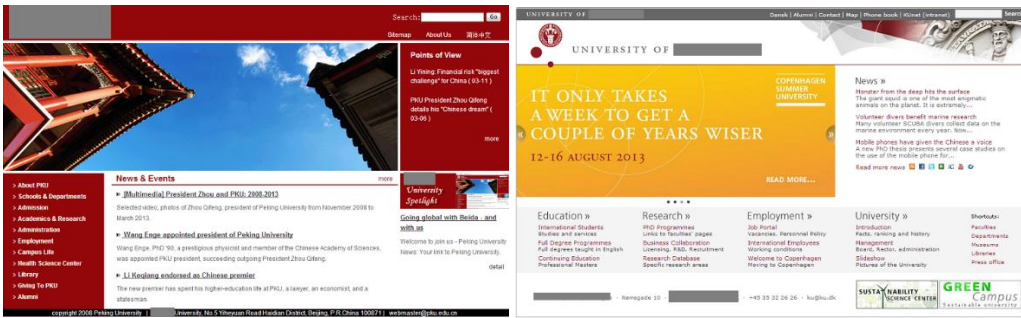 Search:
Go
Sitemap About Us 简体中文
Points of View
Li Yining: Financial risk "biggest
challenge" for China ( 03-11 )
PKU President Zhou Qifeng
details his "Chinese dream" (
03-06 )
more
> About PKU
> Schools & Departments
> Admission
> Academics & Research
> Administration
> Employment
> Campus Life
> Health Science Center
> Library
> Giving To PKU
> Alumni
News & Events
more
[Multimedia] President Zhou and PKU: 2008-2013
Selected video, photos of Zhou Qifeng, president of Peking University from November 2008 to
March 2013.
Wang Enge appointed president of Peking University
Wang Enge, PhD '90, a prestigious physicist and member of the Chinese Academy of Sciences,
was appointed PKU president, succeeding outgoing President Zhou Qifeng.
Li Keqiang endorsed as Chinese premier
The new premier has spent his higher-education life at PKU, a lawyer, an economist, and a
statesman.
University
Spotlight
Going global with Beida - and
with us
Welcome to join us - Peking University
News: Your link to Peking University.
detail
copyright 2008 Peking University | University, No.5 Yiheyuan Road Haidian District, Beijing, P.R.China 100871 | webmaster@pku.edu.cn
UNIVERSITY OF
Dansk | Alumni | Contact | Map | Phone book | KUnet (intranet)
Search
UNIVERSITY OF
IT ONLY TAKES
A WEEK TO GET A
COUPLE OF YEARS WISER
12-16 AUGUST 2013
COPENHAGEN
SUMMER
UNIVERSITY
READ MORE...
News »
Monster from the deep hits the surface
The giant squid is one of the most enigmatic
animals on the planet. It is extremely...
Volunteer divers benefit marine research
Many volunteer SCUBA divers collect data on the
marine environment every year. Now...
Mobile phones have given the Chinese a voice
A new PhD thesis presents several case studies on
the use of the mobile phone for...
Read more news
Education »
International Students
Studies and services
Full Degree Programmes
Full degrees taught in English
Continuing Education
Professional Masters
Research »
PhD Programmes
Links to faculties' pages
Business Collaboration
Licensing, R&D, Recruitment
Research Database
Specific research areas
Employment »
Job Portal
Vacancies, Personnel Policy
International Employees
Working conditions
Welcome to Copenhagen
Moving to Copenhagen
University »
Introduction
Facts, ranking and history
Management
Board, Rector, administration
Slideshow
Pictures of the University
Shortcuts:
Faculties
Departments
Museums
Libraries
Press office
Nørregade 10 · +45 35 32 26 26 · ku@ku.dk
SUSTAINABILITY
SCIENCE CENTER
GREEN
Campus
Sustainable university